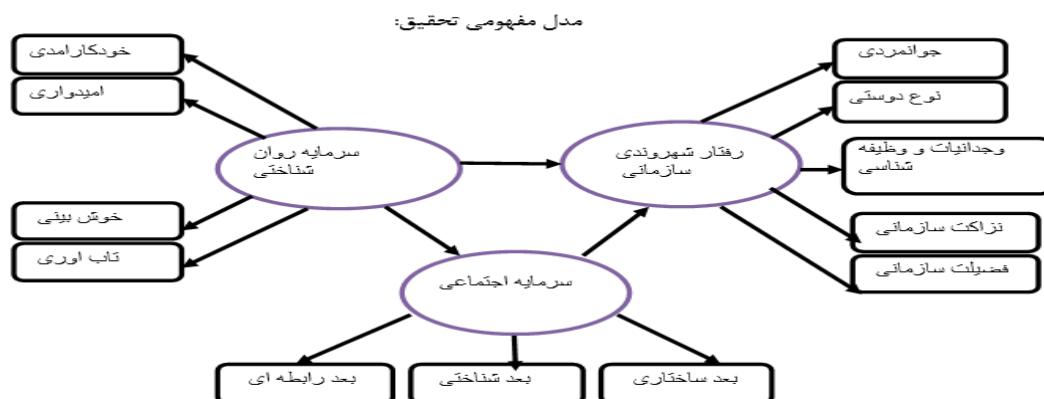 مدل مفهومی تحقیق:
جوانمردی
نوع دوستی
وجدانیات و وظیفه
شناسی
نزاکت سازمانی
فضیلت سازمانی
رفتار شهروندی
سازمانی
سرمایه روان
شناختی
خودکارامدی
امیدواری
خوش بینی
تاب اوری
سرمایه اجتماعی
بعد ساختاری
بعد شناختی
بعد رابطه ای